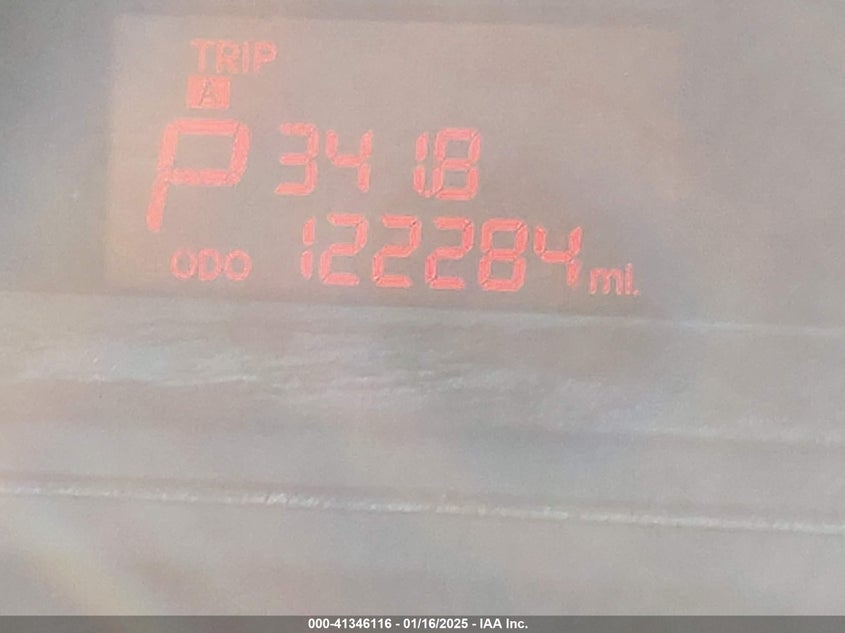 TRIP
A
P 341.8
ODO 122284 mi.
000-41346116 - 01/16/2025 - IAA Inc.